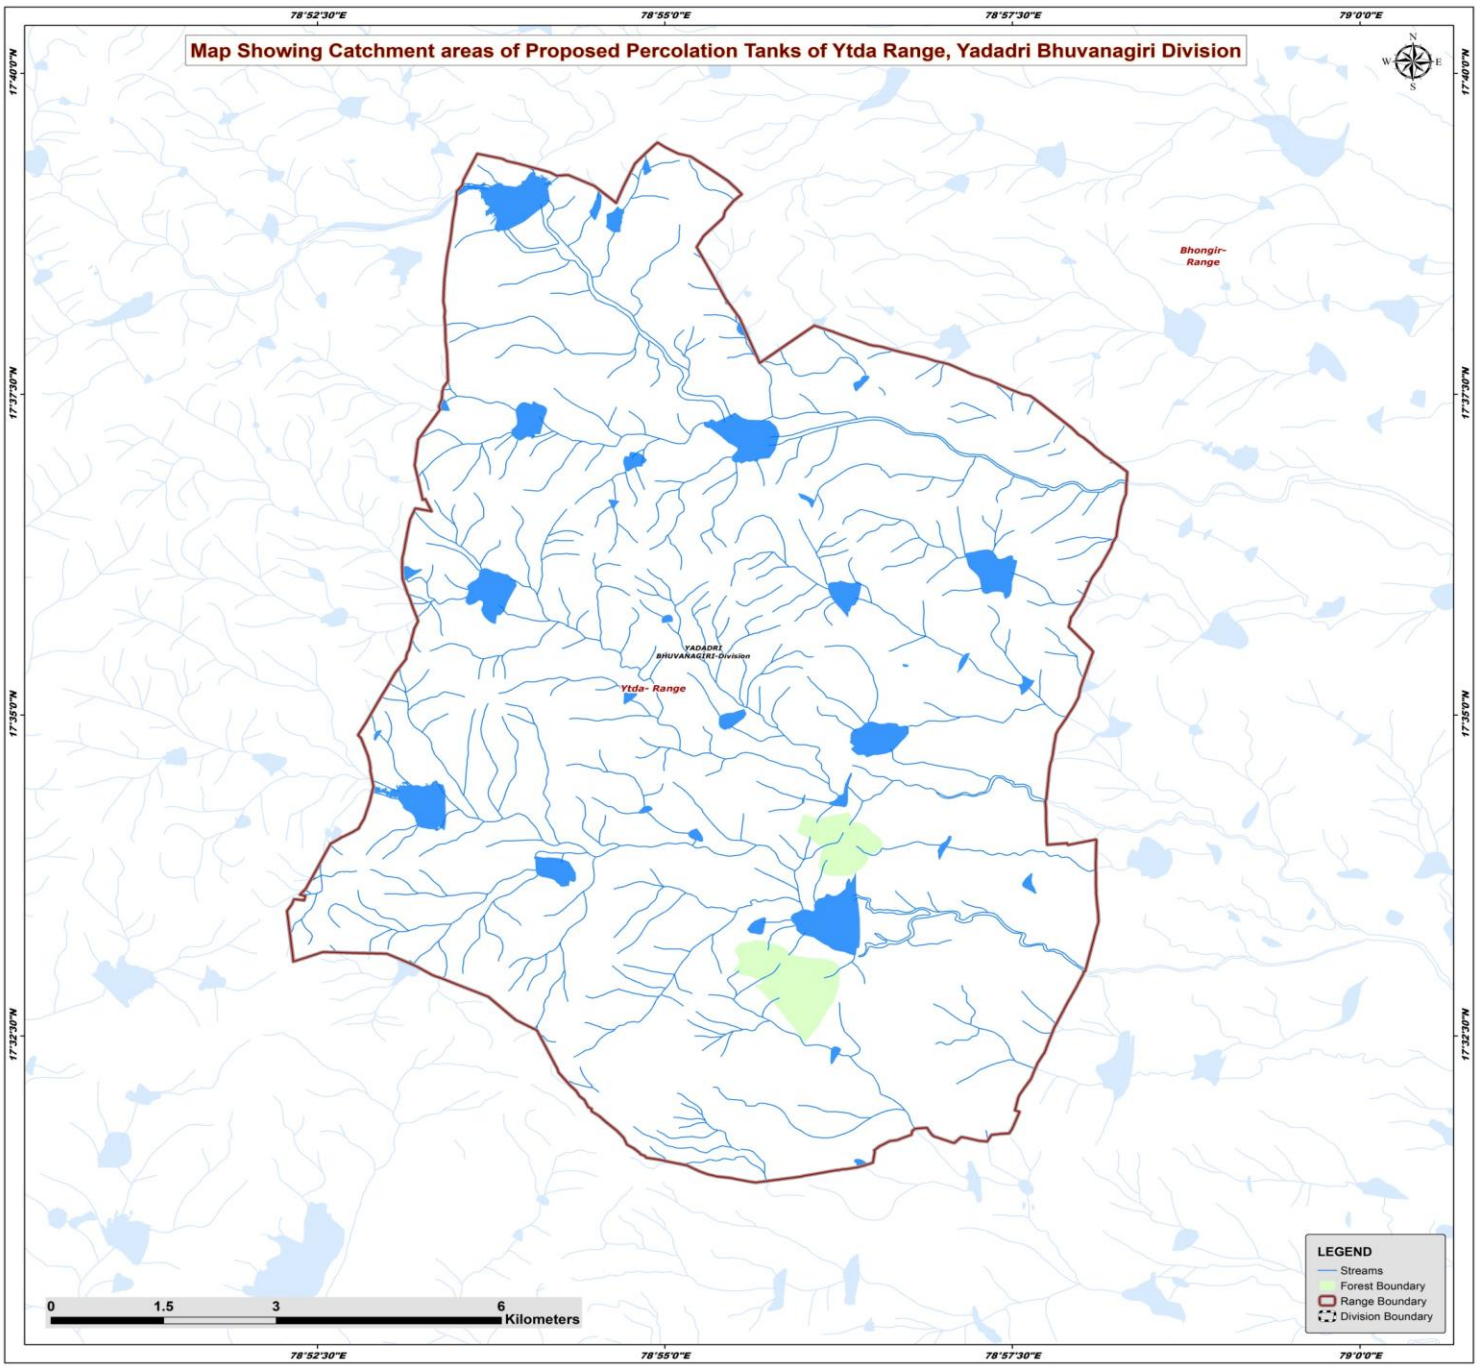 78°52'30"E 78°55'0"E 78°57'30"E 79°0'0"E
Map Showing Catchment areas of Proposed Percolation Tanks of Ytda Range, Yadadri Bhuvanagiri Division
N
W E
S
17°40'0"N 17°40'0"N
Bhongir-
Range
17°37'30"N 17°37'30"N
YADADRI
BHUVANAGIRI-Division
Ytda- Range
17°35'0"N 17°35'0"N
17°32'30"N 17°32'30"N
LEGEND
Streams
Forest Boundary
Range Boundary
Division Boundary
0 1.5 3 6
Kilometers
78°52'30"E 78°55'0"E 78°57'30"E 79°0'0"E